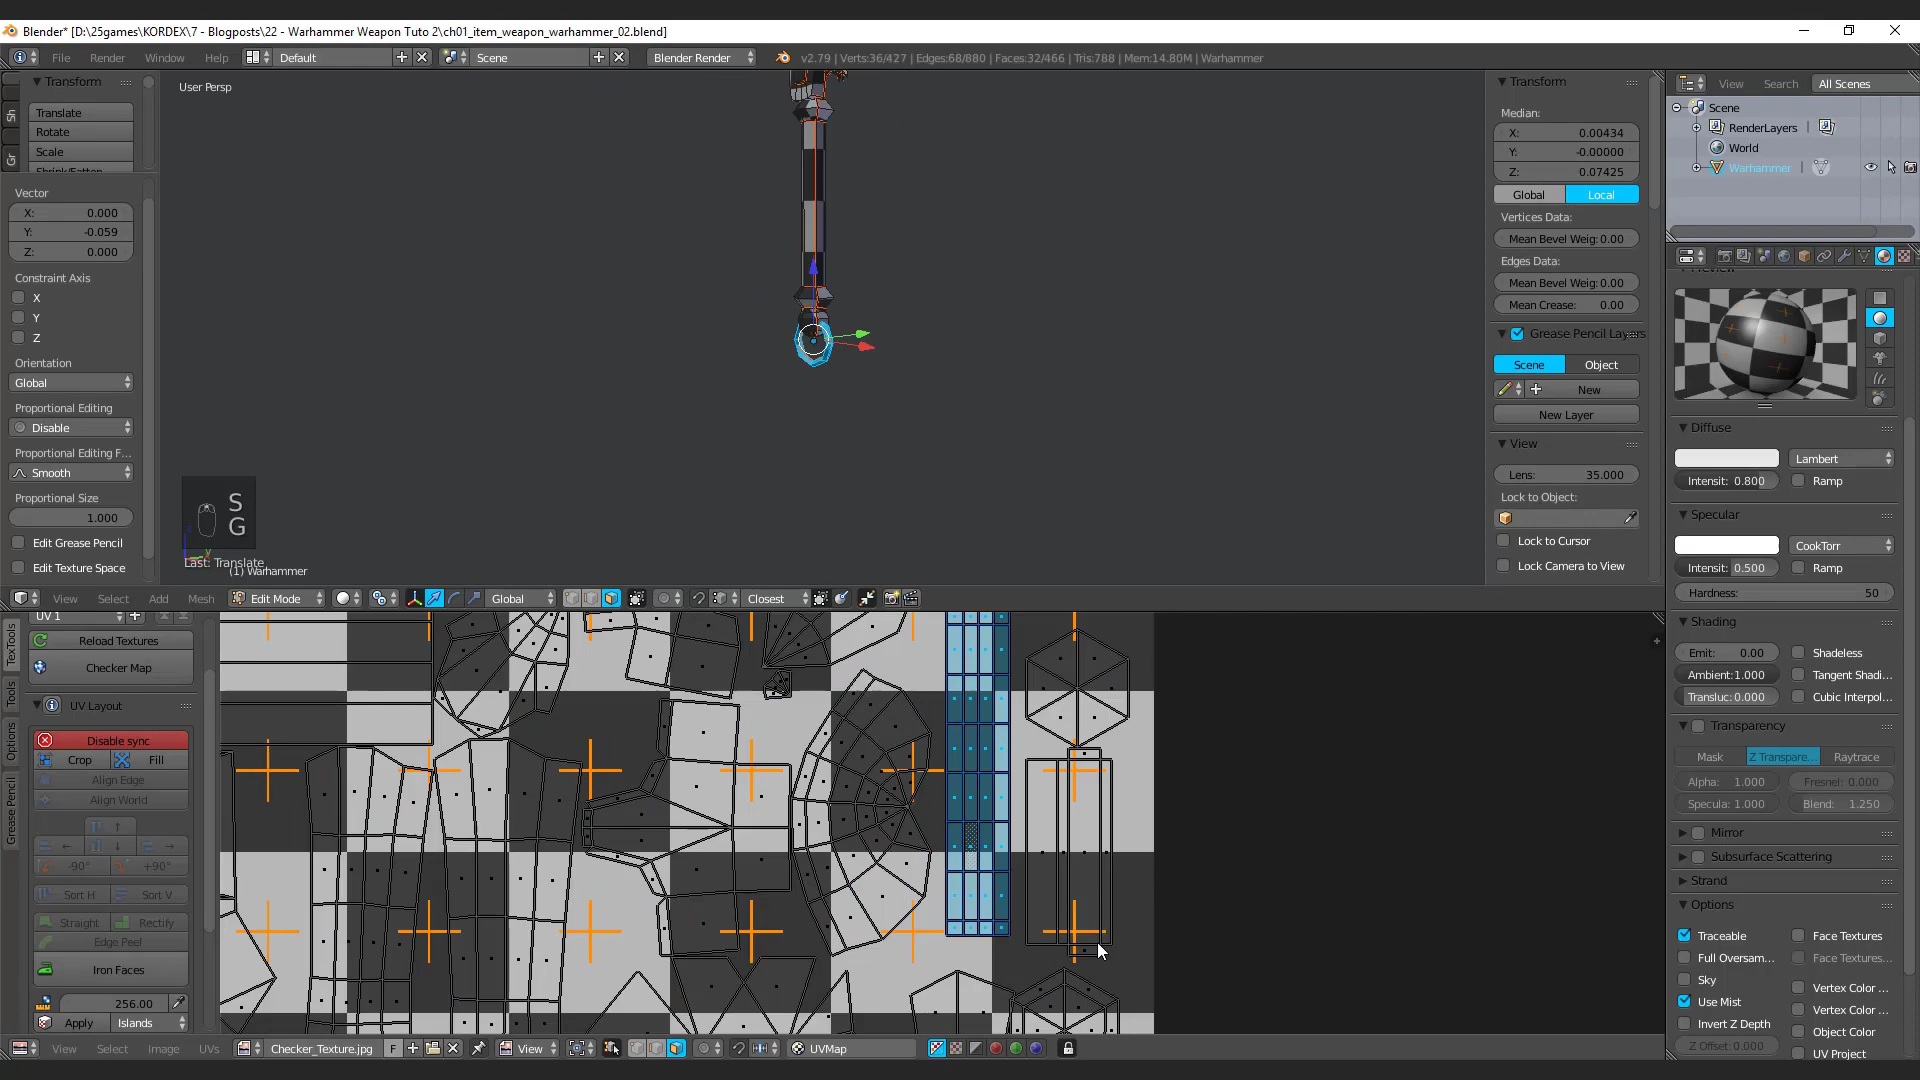 Blender* [D:\25games\KORDEX\7 - Blogposts\22 - Warhammer Weapon Tuto 2\ch01_item_weapon_warhammer_02.blend]
File Render Window Help Default Scene Blender Render v2.79 | Verts:36/427 | Edges:68/880 | Faces:32/466 | Tris:788 | Mem:14.80M | Warhammer
Transform
Translate
Rotate
Scale
Shrink/Fatten
Sh
Gr
Vector
X: 0.000
Y: -0.059
Z: 0.000
Constraint Axis
X
Y
Z
Orientation
Global
Proportional Editing
Disable
Proportional Editing F...
Smooth
Proportional Size
1.000
Edit Grease Pencil
Edit Texture Space
User Persp
S
G
Last: Translate
(1) Warhammer
Transform
Median:
X: 0.00434
Y: -0.00000
Z: 0.07425
Global Local
Vertices Data:
Mean Bevel Weig: 0.00
Edges Data:
Mean Bevel Weig: 0.00
Mean Crease: 0.00
Grease Pencil Layers
Scene Object
New
New Layer
View
Lens: 35.000
Lock to Object:
Lock to Cursor
Lock Camera to View
View Search All Scenes
Scene
RenderLayers
World
Warhammer
Preview
Diffuse
Lambert
Intensit: 0.800 Ramp
Specular
CookTorr
Intensit: 0.500 Ramp
Hardness: 50
Shading
Emit: 0.00 Shadeless
Ambient:1.000 Tangent Shadi...
Transluc: 0.000 Cubic Interpol...
Transparency
Mask Z Transpare... Raytrace
Alpha: 1.000 Fresnel: 0.000
Specula: 1.000 Blend: 1.250
Mirror
Subsurface Scattering
Strand
Options
Traceable Face Textures
Full Oversam... Face Textures...
Sky Vertex Color ...
Use Mist Vertex Color ...
Invert Z Depth Object Color
Z Offset: 0.000 UV Project
View Select Add Mesh Edit Mode Global Closest
TexTools
Tools
Options
Grease Pencil
UV 1
Reload Textures
Checker Map
UV Layout
Disable sync
Crop Fill
Align Edge
Align World
-90° +90°
Sort H Sort V
Straight Rectify
Edge Peel
Iron Faces
256.00
Apply Islands
View Select Image UVs Checker_Texture.jpg F View UVMap